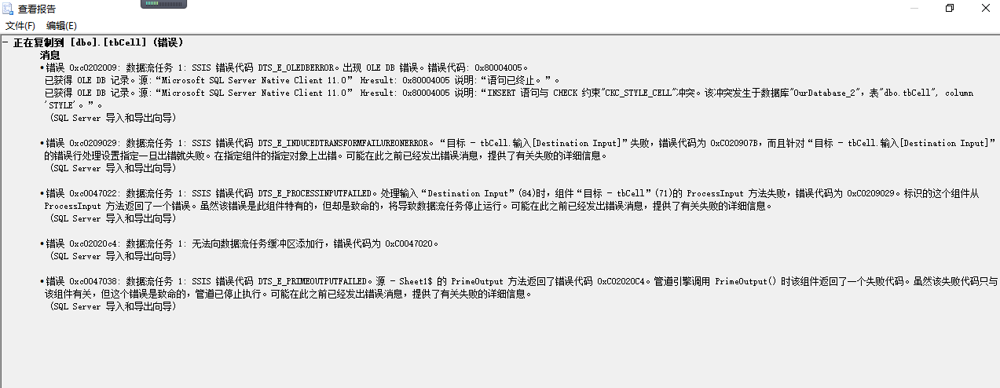 查看报告
文件(F) 编辑(E)
- 正在复制到 [dbo].[tbCell] (错误)
消息
•错误 0xc0202009: 数据流任务 1: SSIS 错误代码 DTS_E_OLEDBERROR。出现 OLE DB 错误。错误代码: 0x80004005。
已获得 OLE DB 记录。源:“Microsoft SQL Server Native Client 11.0” Hresult: 0x80004005 说明:“语句已终止。”。
已获得 OLE DB 记录。源:“Microsoft SQL Server Native Client 11.0” Hresult: 0x80004005 说明:“INSERT 语句与 CHECK 约束"CKC_STYLE_CELL"冲突。该冲突发生于数据库"OurDatabase_2"，表"dbo.tbCell", column
'STYLE'。”。
(SQL Server 导入和导出向导)
•错误 0xc0209029: 数据流任务 1: SSIS 错误代码 DTS_E_INDUCEDTRANSFORMFAILUREONERROR。“目标 - tbCell.输入[Destination Input]”失败，错误代码为 0xC020907B，而且针对“目标 - tbCell.输入[Destination Input]”
的错误行处理设置指定一旦出错就失败。在指定组件的指定对象上出错。可能在此之前已经发出错误消息，提供了有关失败的详细信息。
(SQL Server 导入和导出向导)
•错误 0xc0047022: 数据流任务 1: SSIS 错误代码 DTS_E_PROCESSINPUTFAILED。处理输入“Destination Input”(84)时，组件“目标 - tbCell”(71)的 ProcessInput 方法失败，错误代码为 0xC0209029。标识的这个组件从
ProcessInput 方法返回了一个错误。虽然该错误是此组件特有的，但却是致命的，将导致数据流任务停止运行。可能在此之前已经发出错误消息，提供了有关失败的详细信息。
(SQL Server 导入和导出向导)
•错误 0xc02020c4: 数据流任务 1: 无法向数据流任务缓冲区添加行，错误代码为 0xC0047020。
(SQL Server 导入和导出向导)
•错误 0xc0047038: 数据流任务 1: SSIS 错误代码 DTS_E_PRIMEOUTPUTFAILED。源 - Sheet1$ 的 PrimeOutput 方法返回了错误代码 0xC02020C4。管道引擎调用 PrimeOutput() 时该组件返回了一个失败代码。虽然该失败代码只与
该组件有关，但这个错误是致命的，管道已停止执行。可能在此之前已经发出错误消息，提供了有关失败的详细信息。
(SQL Server 导入和导出向导)